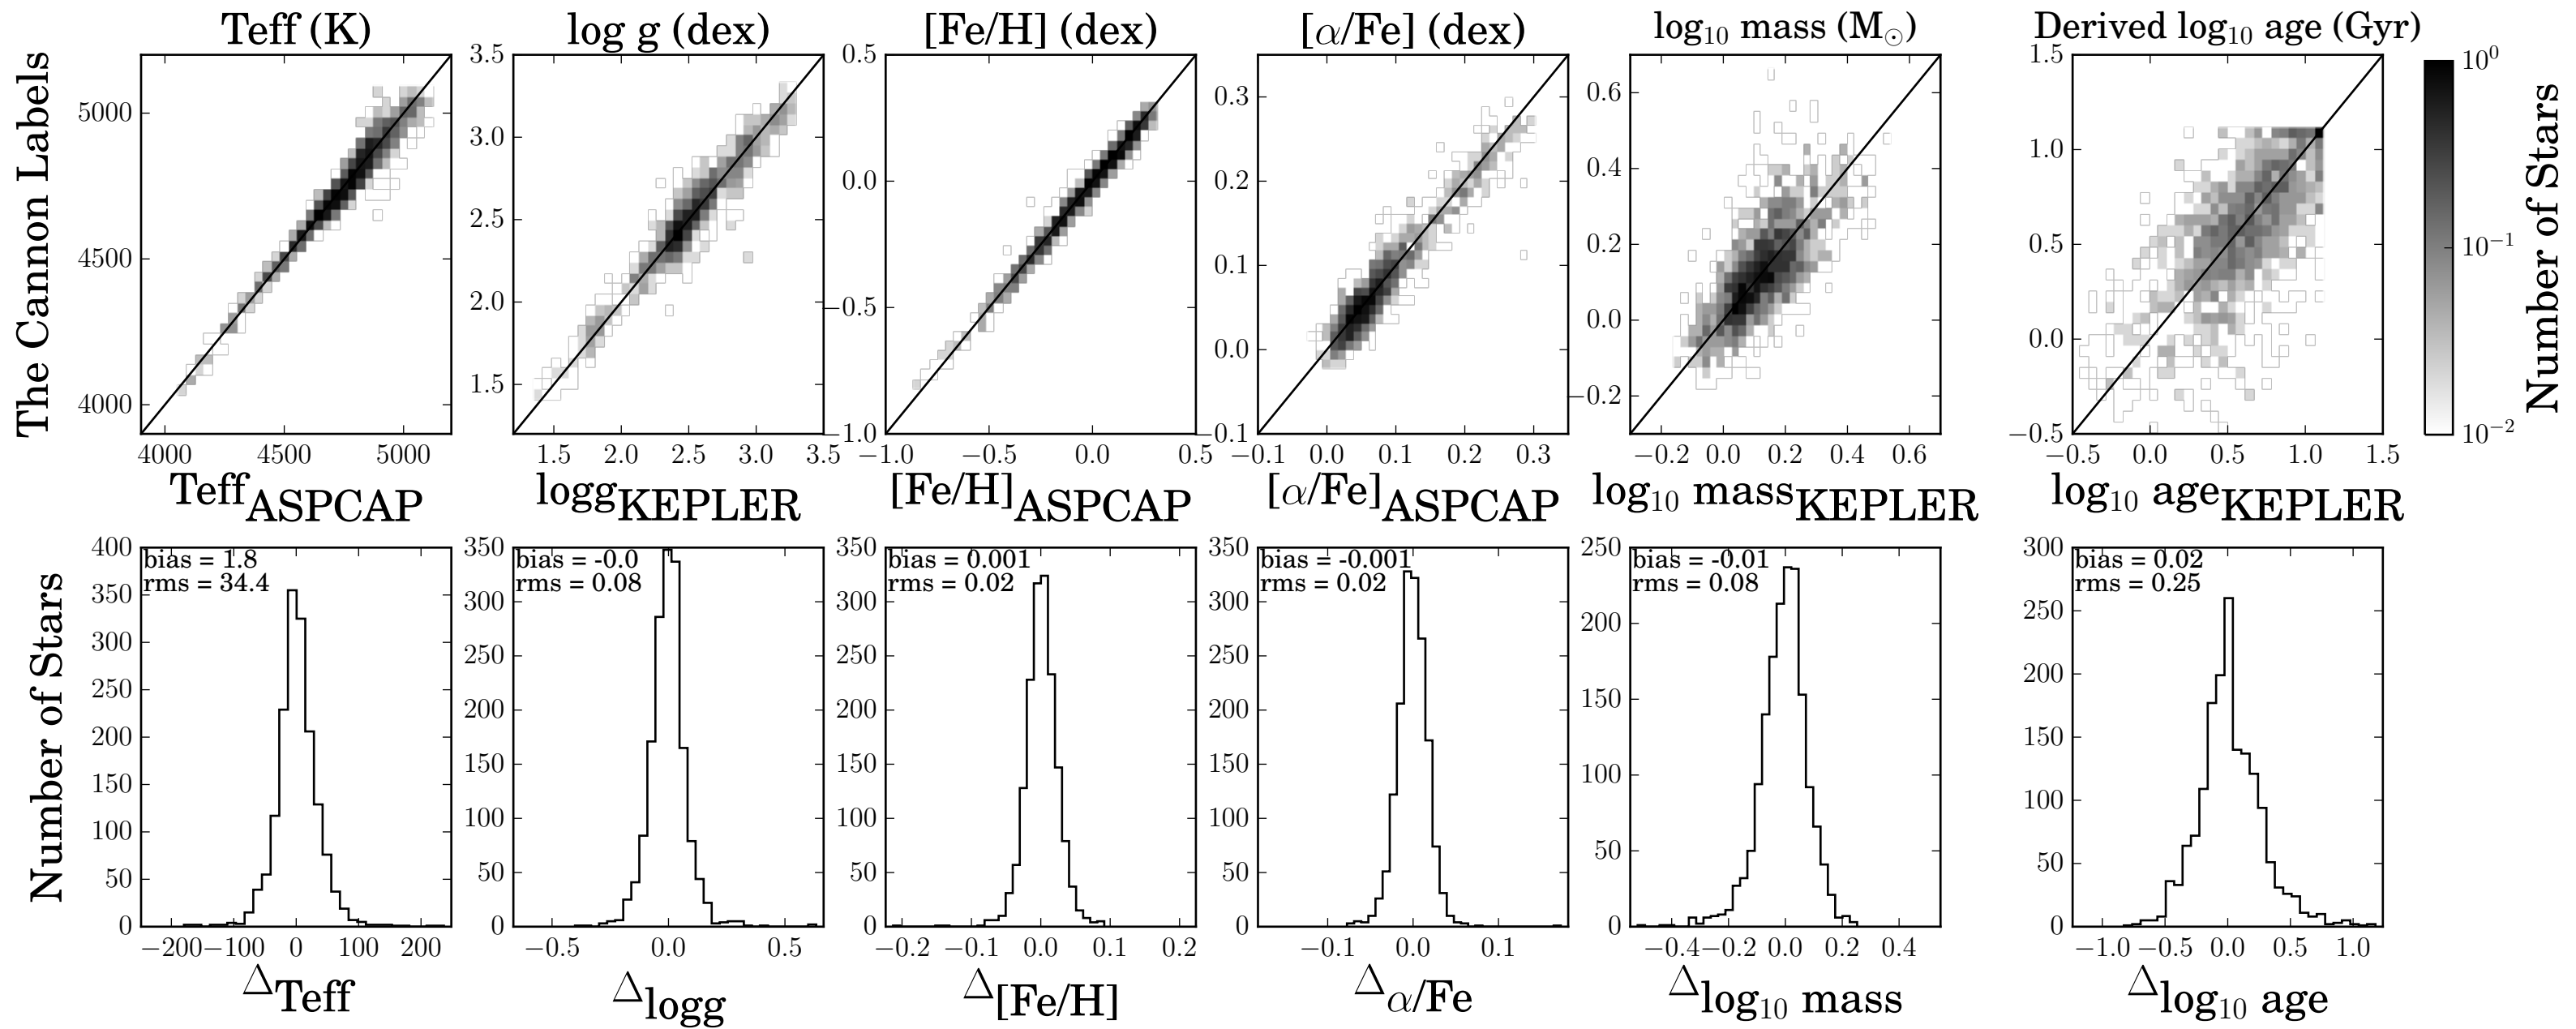 Teff (K)
log g (dex)
[Fe/H] (dex)
[α/Fe] (dex)
log₁₀ mass (M☉)
Derived log₁₀ age (Gyr)
The Cannon Labels
5000
4500
4000
4000 4500 5000
Teff ASPCAP
3.5
3.0
2.5
2.0
1.5
1.5 2.0 2.5 3.0 3.5
logg KEPLER
0.5
0.0
−0.5
−1.0
−1.0 −0.5 0.0 0.5
[Fe/H] ASPCAP
0.3
0.2
0.1
0.0
−0.1
−0.1 0.0 0.1 0.2 0.3
[α/Fe] ASPCAP
0.6
0.4
0.2
0.0
−0.2
−0.2 0.0 0.2 0.4 0.6
log₁₀ mass KEPLER
1.5
1.0
0.5
0.0
−0.5
−0.5 0.0 0.5 1.0 1.5
log₁₀ age KEPLER
10⁰
10⁻¹
10⁻²
Number of Stars
Number of Stars
400
350
300
250
200
150
100
50
0
bias = 1.8
rms = 34.4
−200 −100 0 100 200
Δ Teff
350
300
250
200
150
100
50
0
bias = -0.0
rms = 0.08
−0.5 0.0 0.5
Δ logg
350
300
250
200
150
100
50
0
bias = 0.001
rms = 0.02
−0.2 −0.1 0.0 0.1 0.2
Δ [Fe/H]
350
300
250
200
150
100
50
0
bias = -0.001
rms = 0.02
−0.1 0.0 0.1
Δ α/Fe
250
200
150
100
50
0
bias = -0.01
rms = 0.08
−0.4 −0.2 0.0 0.2 0.4
Δ log₁₀ mass
300
250
200
150
100
50
0
bias = 0.02
rms = 0.25
−1.0 −0.5 0.0 0.5 1.0
Δ log₁₀ age